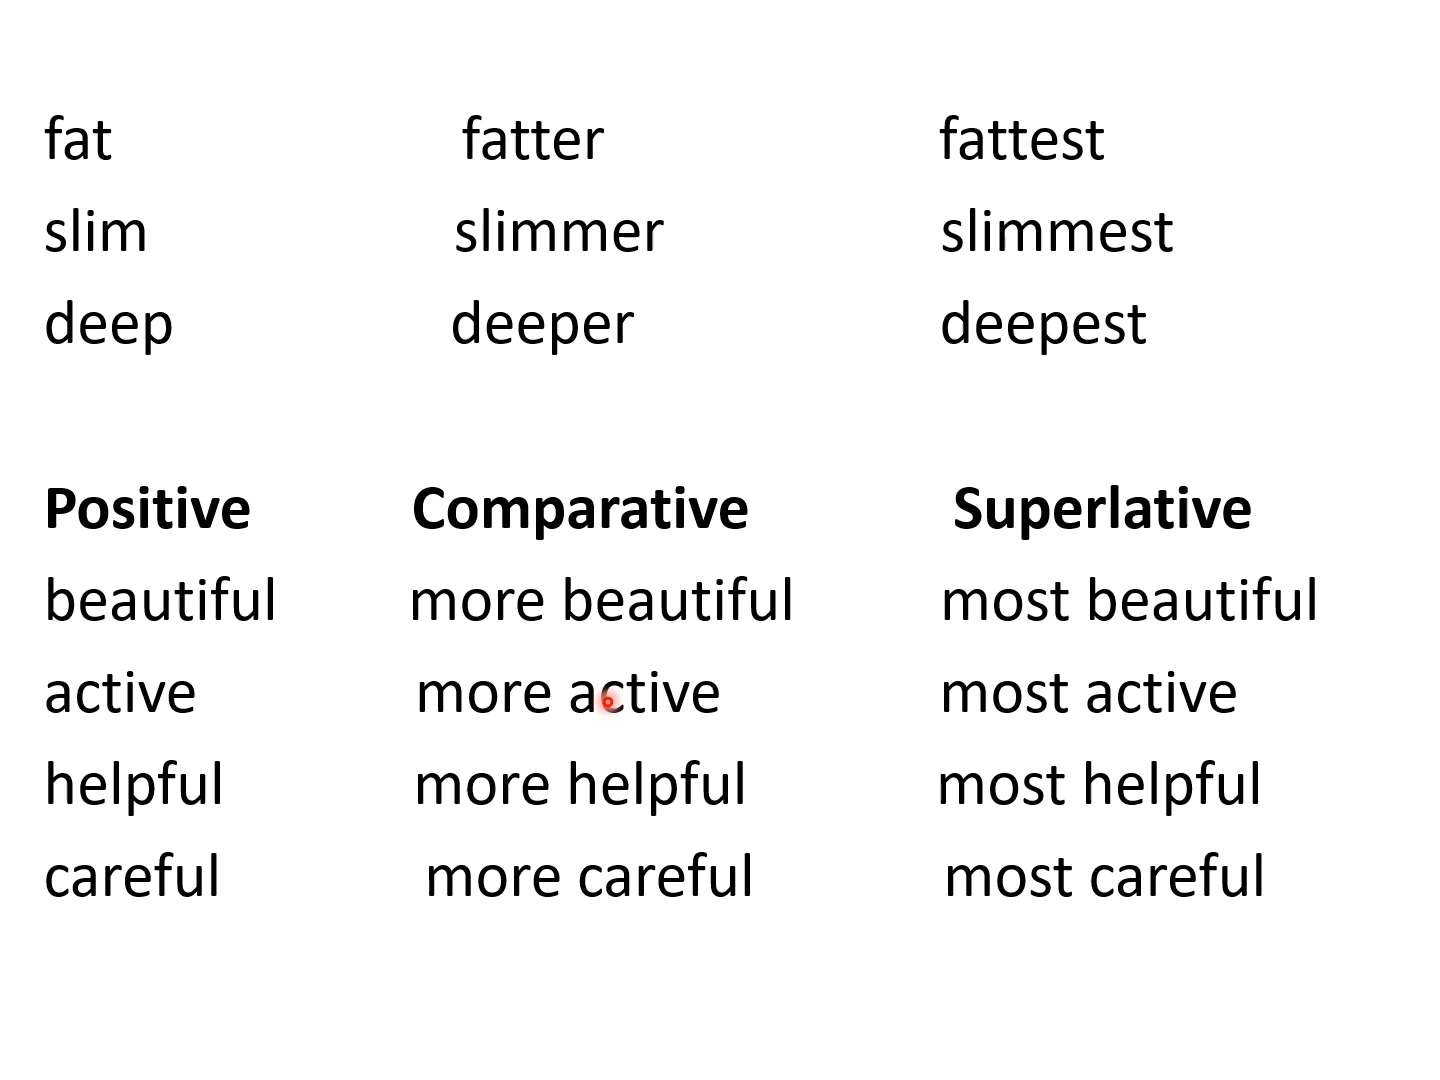 fat fatter fattest
slim slimmer slimmest
deep deeper deepest
Positive Comparative Superlative
beautiful more beautiful most beautiful
active more active most active
helpful more helpful most helpful
careful more careful most careful